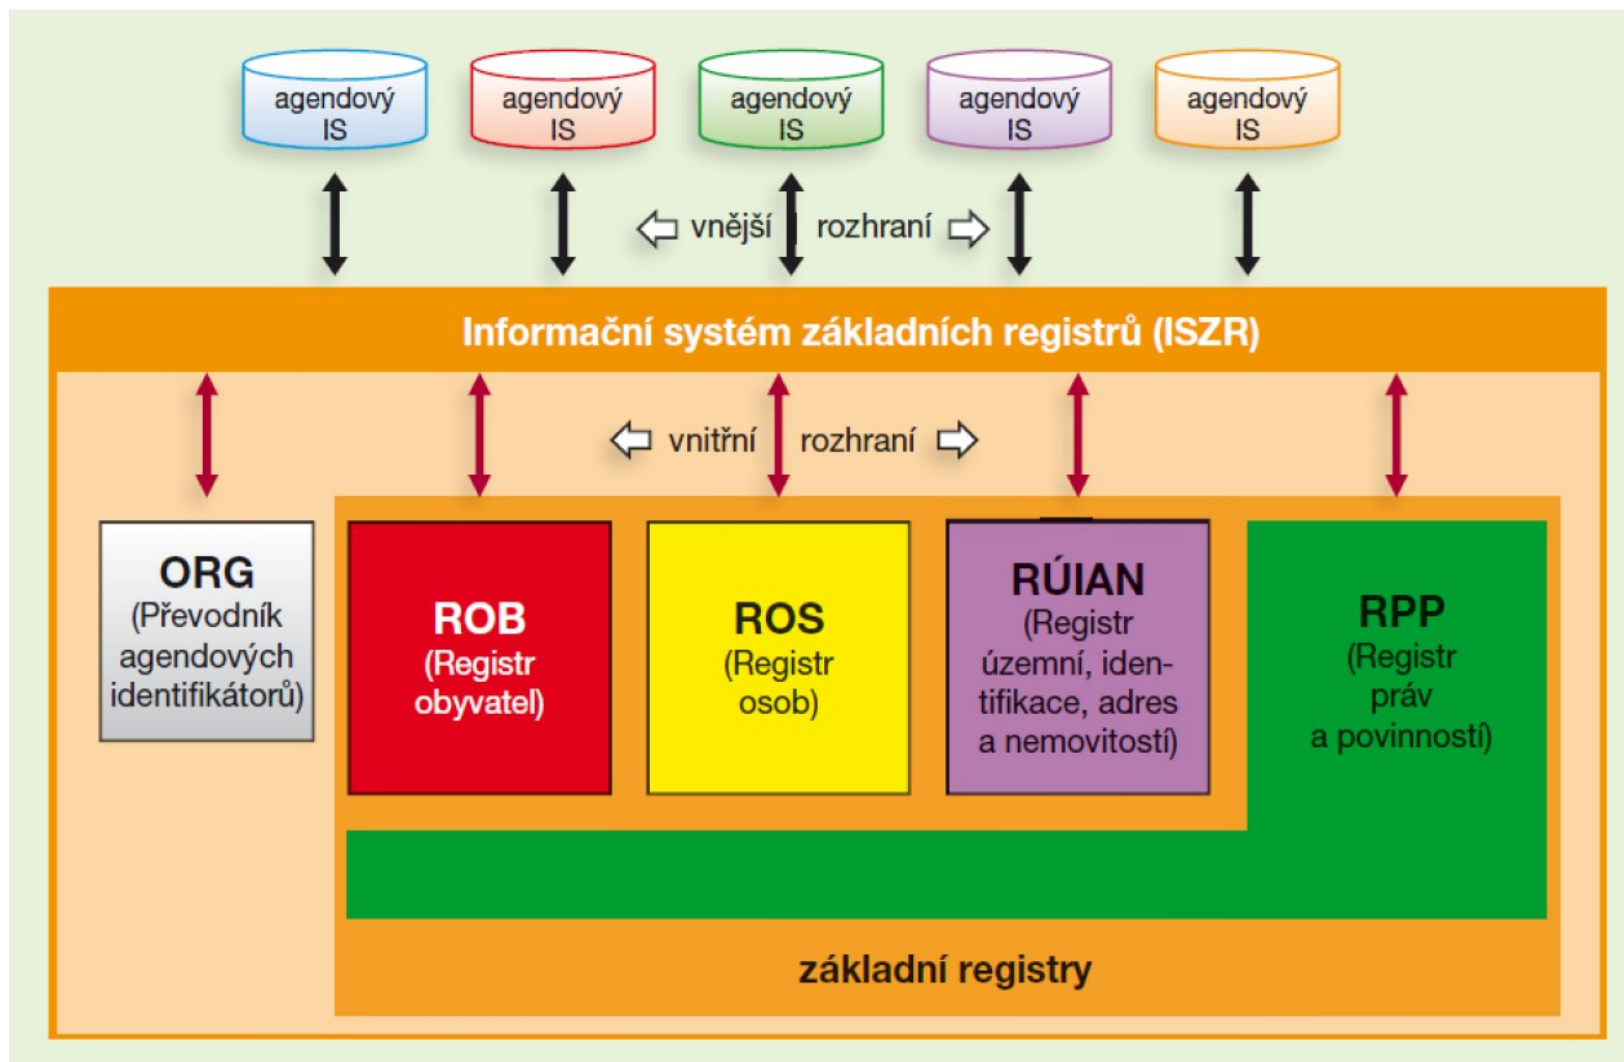 agendový
IS
agendový
IS
agendový
IS
agendový
IS
agendový
IS
vnější rozhraní
Informační systém základních registrů (ISZR)
vnitřní rozhraní
ORG
(Převodník
agendových
identifikátorů)
ROB
(Registr
obyvatel)
ROS
(Registr
osob)
RÚIAN
(Registr
územní, iden-
tifikace, adres
a nemovitostí)
RPP
(Registr
práv
a povinností)
základní registry